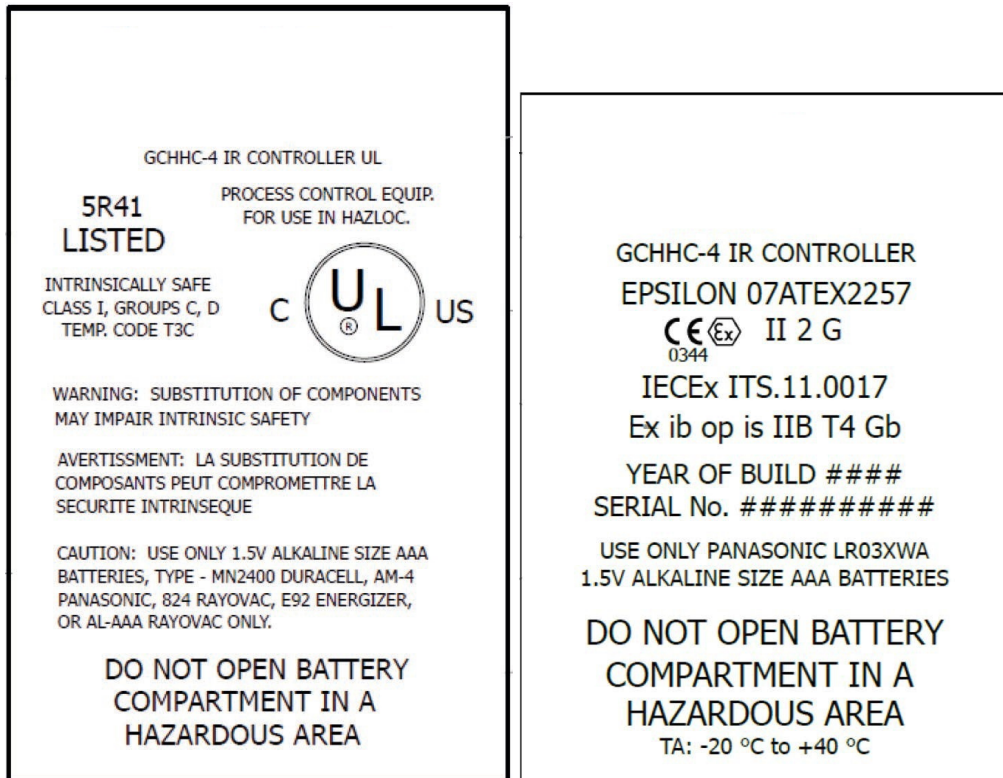 GCHHC-4 IR CONTROLLER UL
5R41
LISTED
PROCESS CONTROL EQUIP.
FOR USE IN HAZLOC.
INTRINSICALLY SAFE
CLASS I, GROUPS C, D
TEMP. CODE T3C
C UL ® US
WARNING: SUBSTITUTION OF COMPONENTS
MAY IMPAIR INTRINSIC SAFETY
AVERTISSMENT: LA SUBSTITUTION DE
COMPOSANTS PEUT COMPROMETTRE LA
SECURITE INTRINSEQUE
CAUTION: USE ONLY 1.5V ALKALINE SIZE AAA
BATTERIES, TYPE - MN2400 DURACELL, AM-4
PANASONIC, 824 RAYOVAC, E92 ENERGIZER,
OR AL-AAA RAYOVAC ONLY.
DO NOT OPEN BATTERY
COMPARTMENT IN A
HAZARDOUS AREA
GCHHC-4 IR CONTROLLER
EPSILON 07ATEX2257
CE Ex II 2 G
0344
IECEx ITS.11.0017
Ex ib op is IIB T4 Gb
YEAR OF BUILD ####
SERIAL No. ##########
USE ONLY PANASONIC LR03XWA
1.5V ALKALINE SIZE AAA BATTERIES
DO NOT OPEN BATTERY
COMPARTMENT IN A
HAZARDOUS AREA
TA: -20 °C to +40 °C